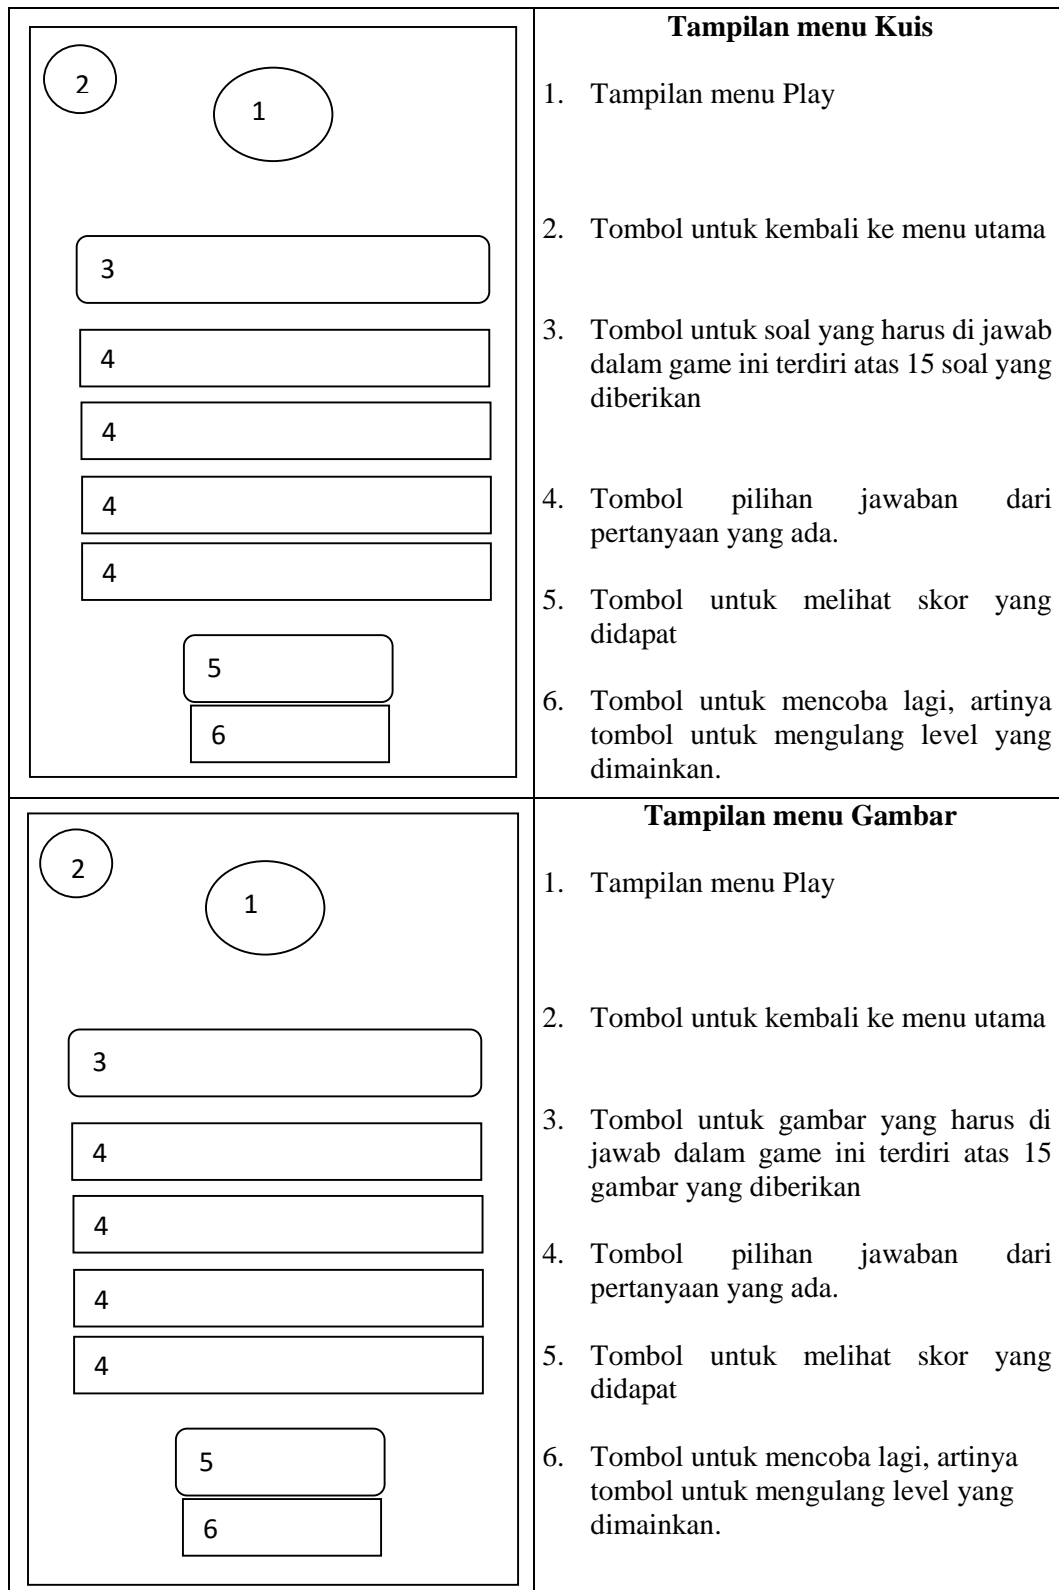 2
1
3
4
4
4
4
5
6
Tampilan menu Kuis
1. Tampilan menu Play
2. Tombol untuk kembali ke menu utama
3. Tombol untuk soal yang harus di jawab
dalam game ini terdiri atas 15 soal yang
diberikan
4. Tombol pilihan jawaban dari
pertanyaan yang ada.
5. Tombol untuk melihat skor yang
didapat
6. Tombol untuk mencoba lagi, artinya
tombol untuk mengulang level yang
dimainkan.
2
1
3
4
4
4
4
5
6
Tampilan menu Gambar
1. Tampilan menu Play
2. Tombol untuk kembali ke menu utama
3. Tombol untuk gambar yang harus di
jawab dalam game ini terdiri atas 15
gambar yang diberikan
4. Tombol pilihan jawaban dari
pertanyaan yang ada.
5. Tombol untuk melihat skor yang
didapat
6. Tombol untuk mencoba lagi, artinya
tombol untuk mengulang level yang
dimainkan.